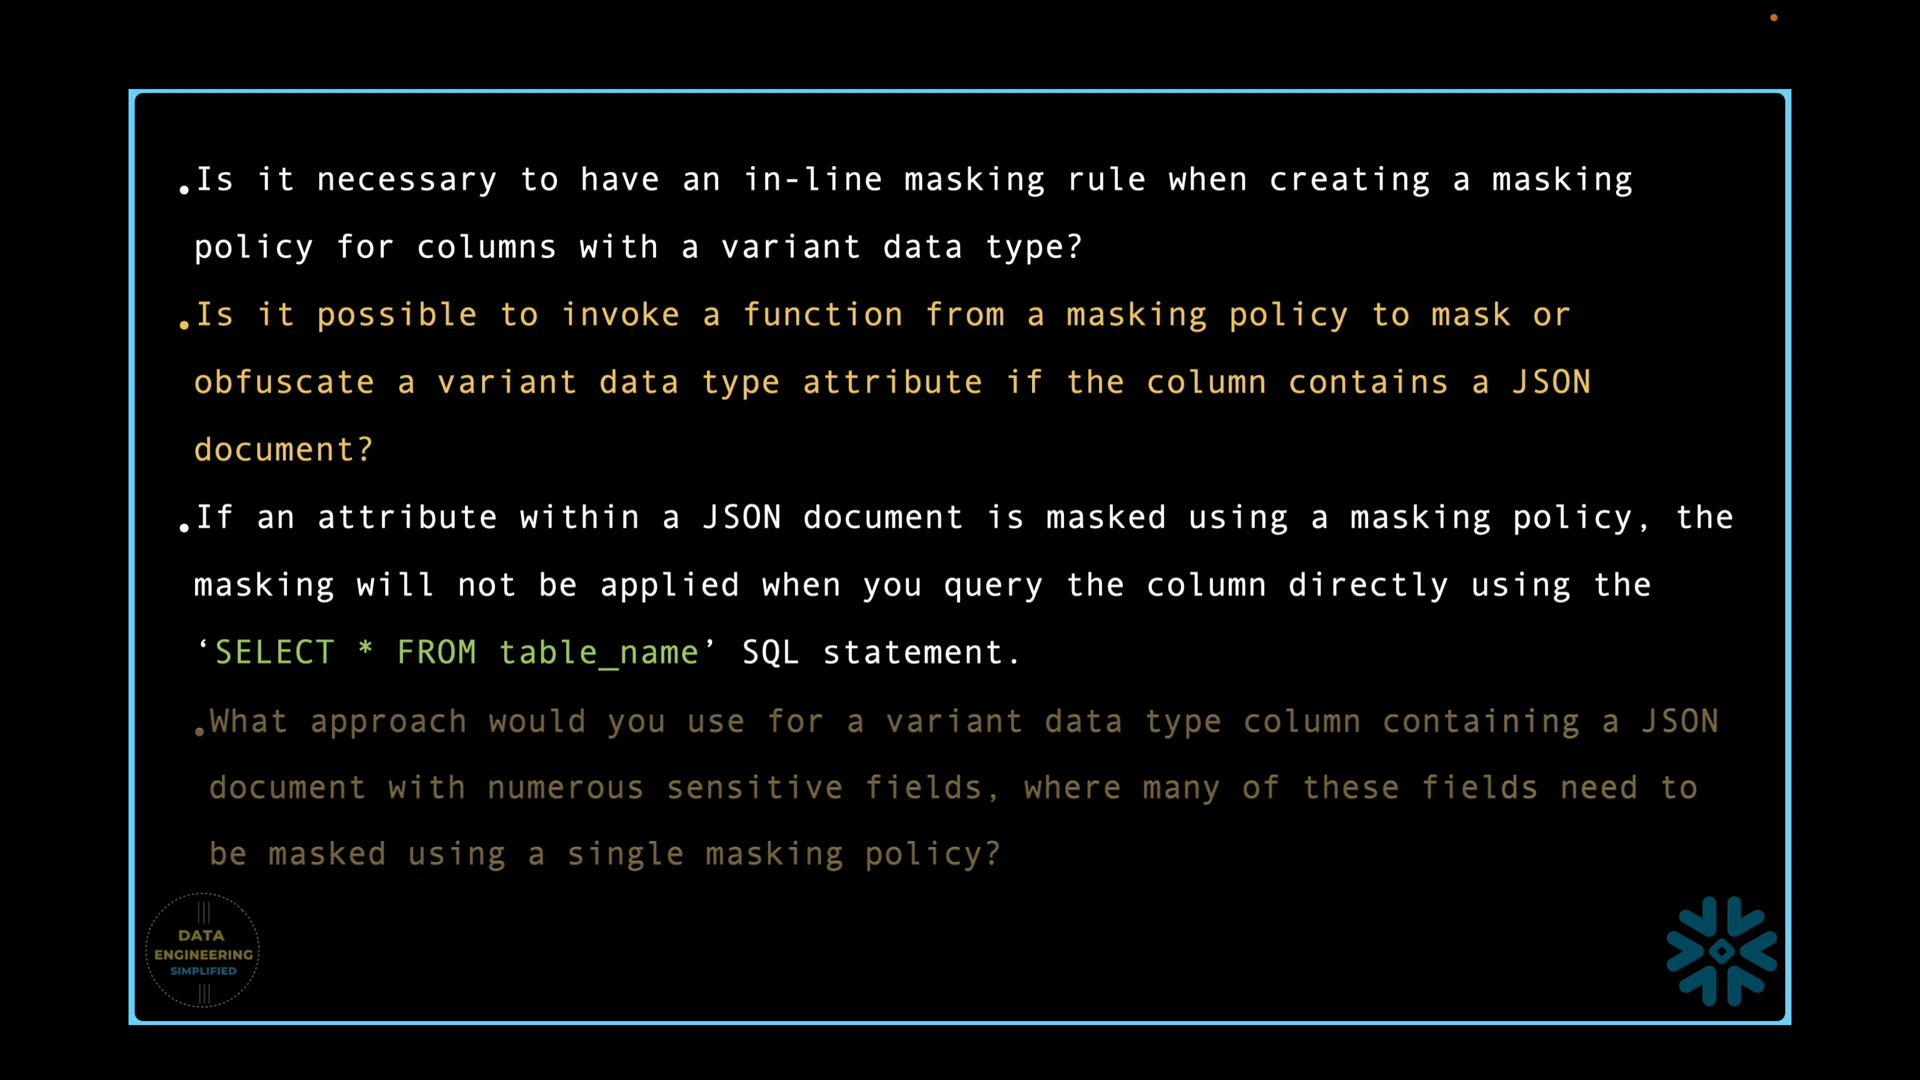 •Is it necessary to have an in-line masking rule when creating a masking
policy for columns with a variant data type?
•Is it possible to invoke a function from a masking policy to mask or
obfuscate a variant data type attribute if the column contains a JSON
document?
•If an attribute within a JSON document is masked using a masking policy, the
masking will not be applied when you query the column directly using the
‘SELECT * FROM table_name’ SQL statement.
•What approach would you use for a variant data type column containing a JSON
document with numerous sensitive fields, where many of these fields need to
be masked using a single masking policy?
DATA
ENGINEERING
SIMPLIFIED